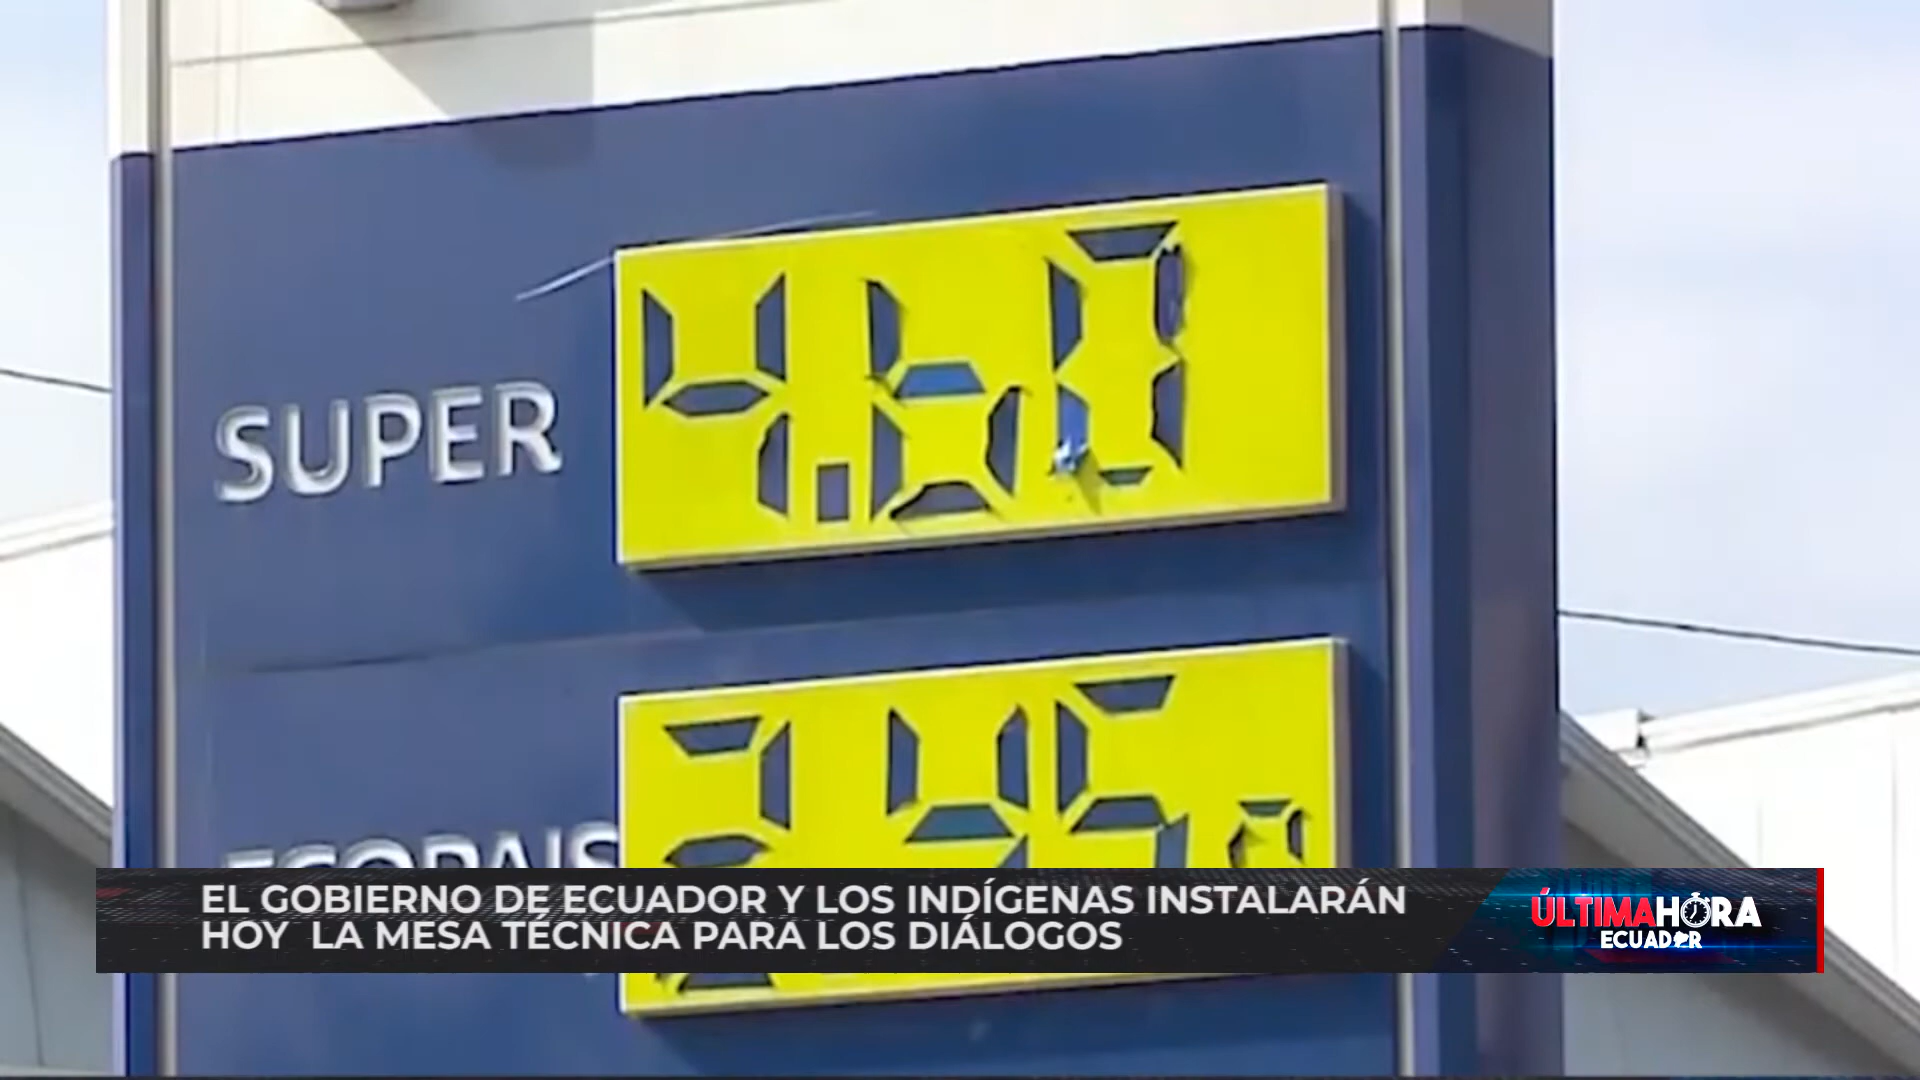 SUPER 4.60
ECOPAIS
EL GOBIERNO DE ECUADOR Y LOS INDÍGENAS INSTALARÁN
HOY LA MESA TÉCNICA PARA LOS DIÁLOGOS
ÚLTIMAHORA
ECUADOR